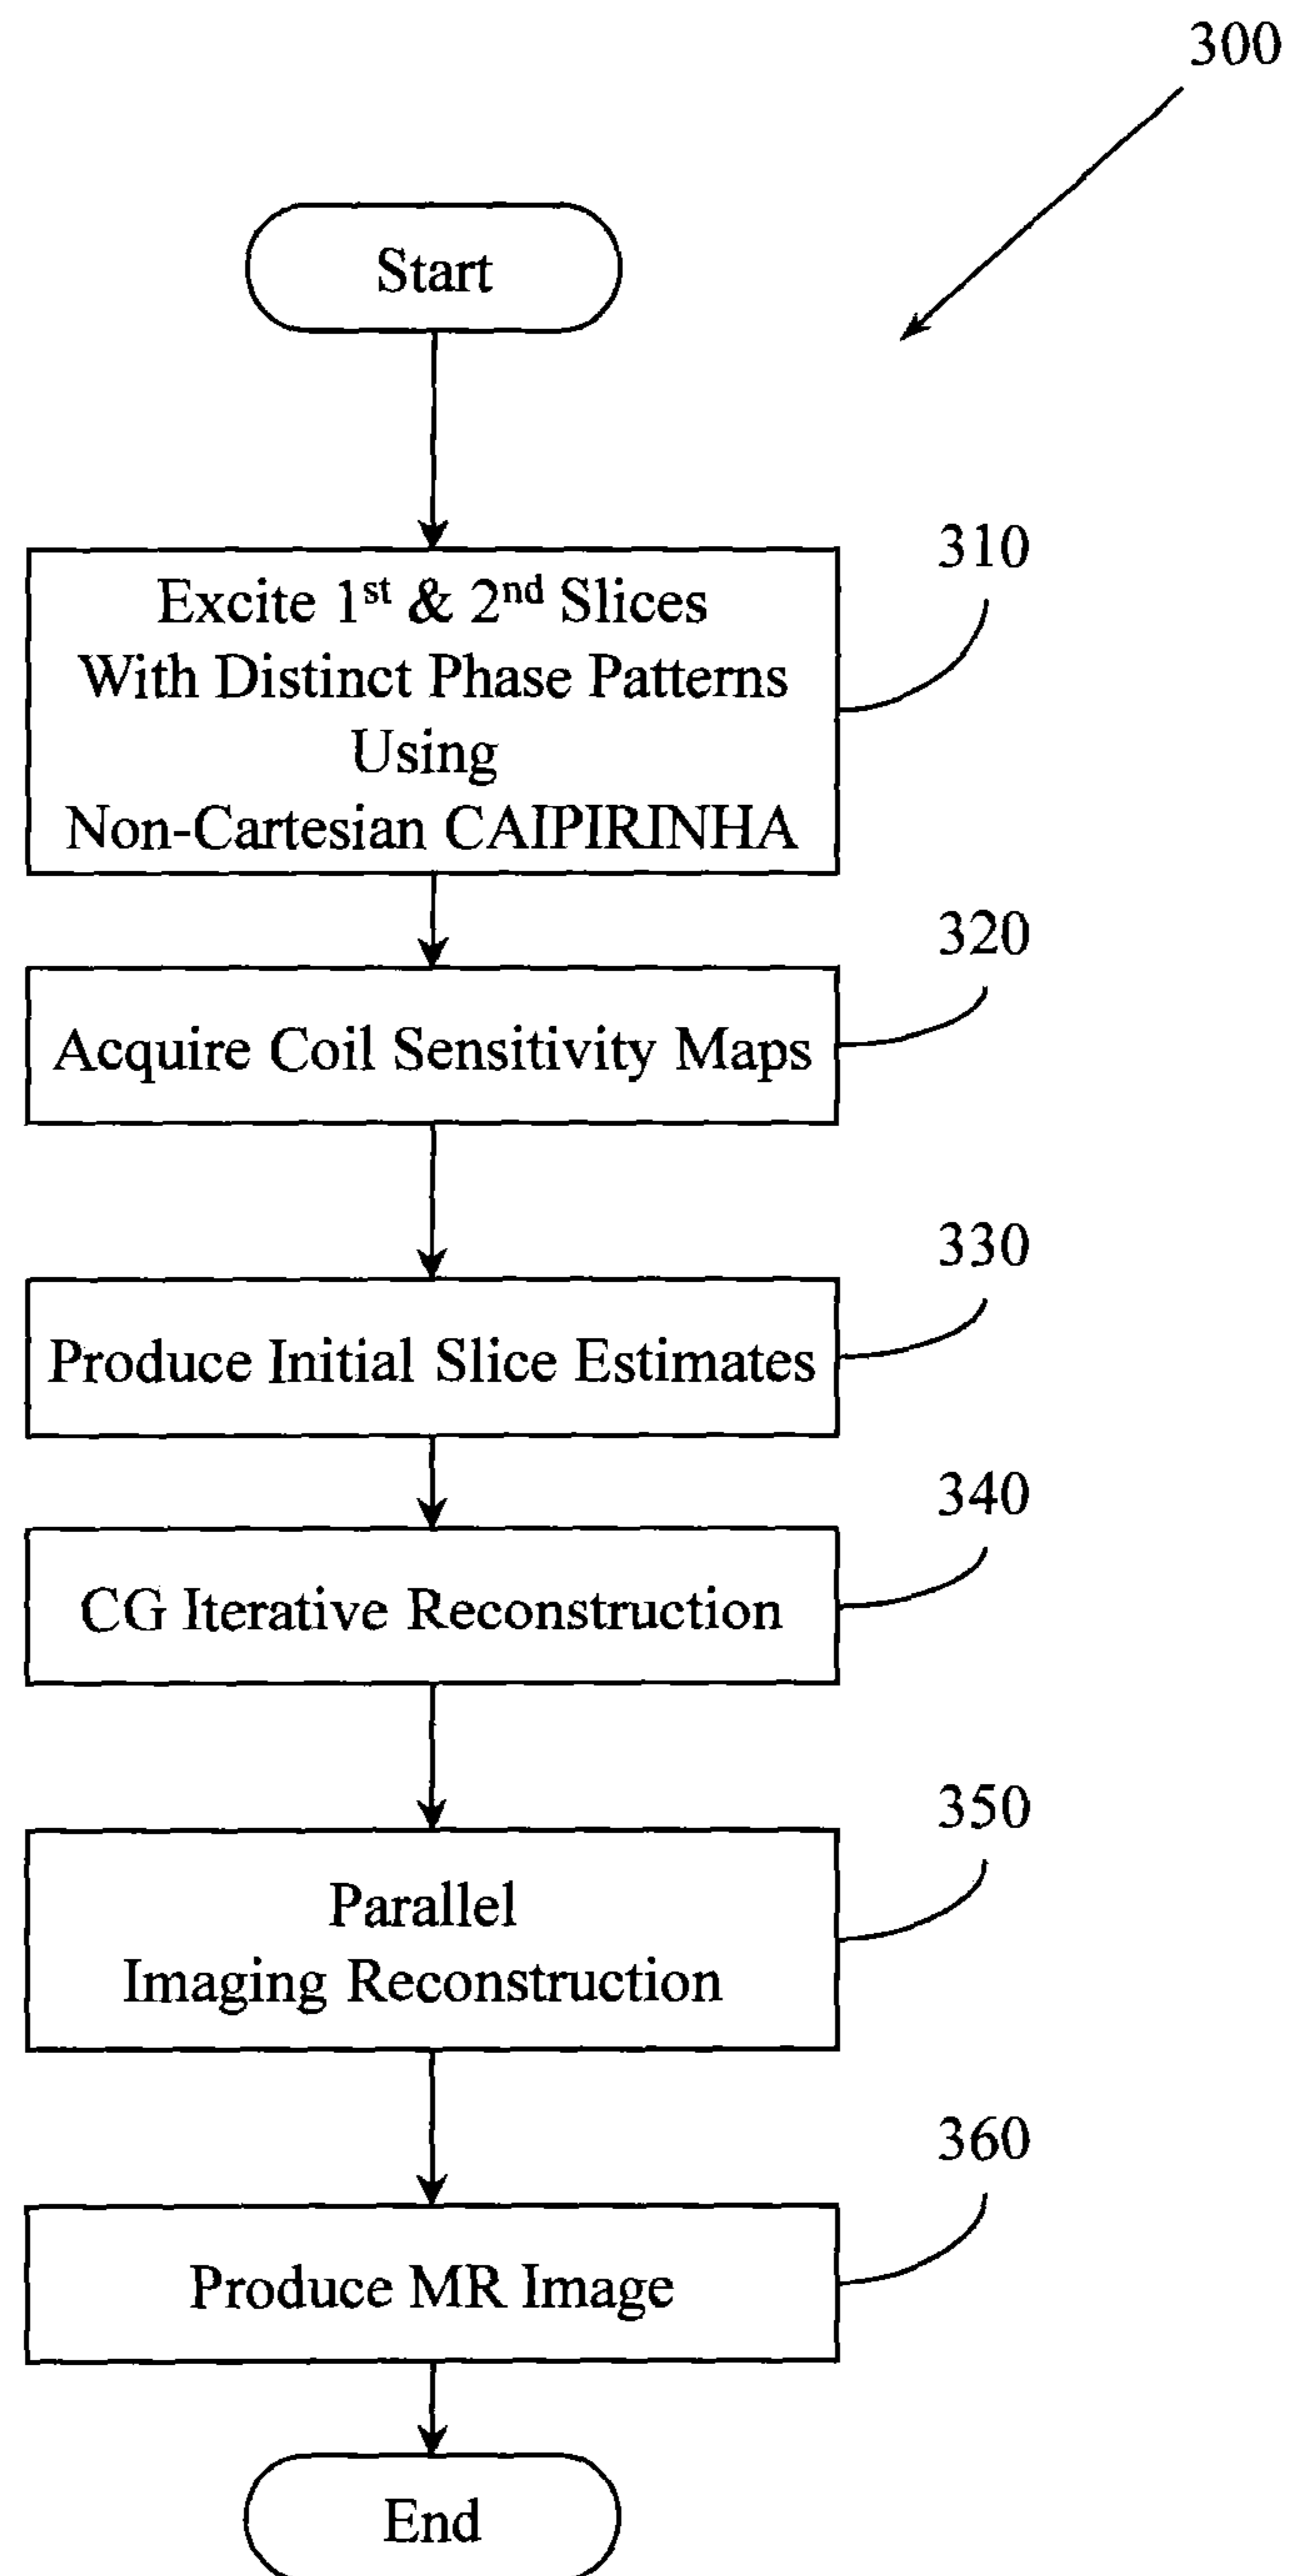 300
Start
310
Excite 1st & 2nd Slices
With Distinct Phase Patterns
Using
Non-Cartesian CAIPIRINHA
320
Acquire Coil Sensitivity Maps
330
Produce Initial Slice Estimates
340
CG Iterative Reconstruction
350
Parallel
Imaging Reconstruction
360
Produce MR Image
End